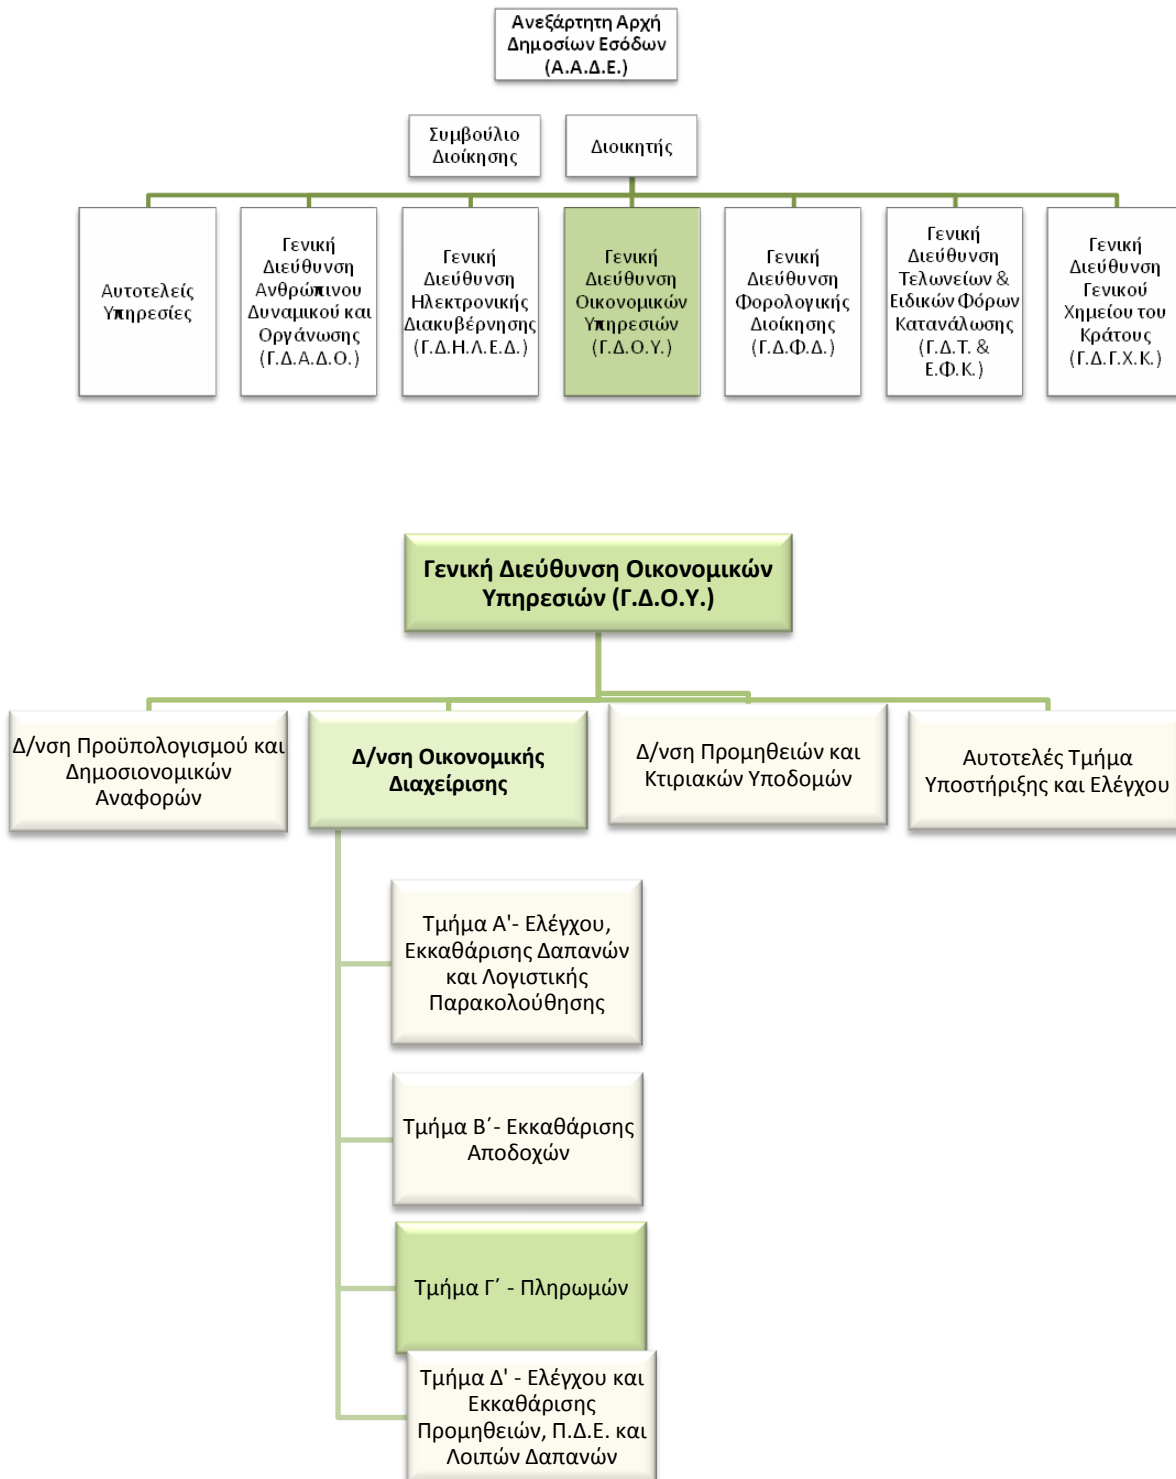 Ανεξάρτητη Αρχή
Δημοσίων Εσόδων
(Α.Α.Δ.Ε.)
Συμβούλιο
Διοίκησης
Διοικητής
Αυτοτελείς
Υπηρεσίες
Γενική
Διεύθυνση
Ανθρώπινου
Δυναμικού και
Οργάνωσης
(Γ.Δ.Α.Δ.Ο.)
Γενική
Διεύθυνση
Ηλεκτρονικής
Διακυβέρνησης
(Γ.Δ.Η.Λ.Ε.Δ.)
Γενική
Διεύθυνση
Οικονομικών
Υπηρεσιών
(Γ.Δ.Ο.Υ.)
Γενική
Διεύθυνση
Φορολογικής
Διοίκησης
(Γ.Δ.Φ.Δ.)
Γενική
Διεύθυνση
Τελωνείων &
Ειδικών Φόρων
Κατανάλωσης
(Γ.Δ.Τ. &
Ε.Φ.Κ.)
Γενική
Διεύθυνση
Γενικού
Χημείου του
Κράτους
(Γ.Δ.Γ.Χ.Κ.)
Γενική Διεύθυνση Οικονομικών
Υπηρεσιών (Γ.Δ.Ο.Υ.)
Δ/νση Προϋπολογισμού και
Δημοσιονομικών
Αναφορών
Δ/νση Οικονομικής
Διαχείρισης
Δ/νση Προμηθειών και
Κτιριακών Υποδομών
Αυτοτελές Τμήμα
Υποστήριξης και Ελέγχου
Τμήμα Α'- Ελέγχου,
Εκκαθάρισης Δαπανών
και Λογιστικής
Παρακολούθησης
Τμήμα Β΄- Εκκαθάρισης
Αποδοχών
Τμήμα Γ΄ - Πληρωμών
Τμήμα Δ' - Ελέγχου και
Εκκαθάρισης
Προμηθειών, Π.Δ.Ε. και
Λοιπών Δαπανών